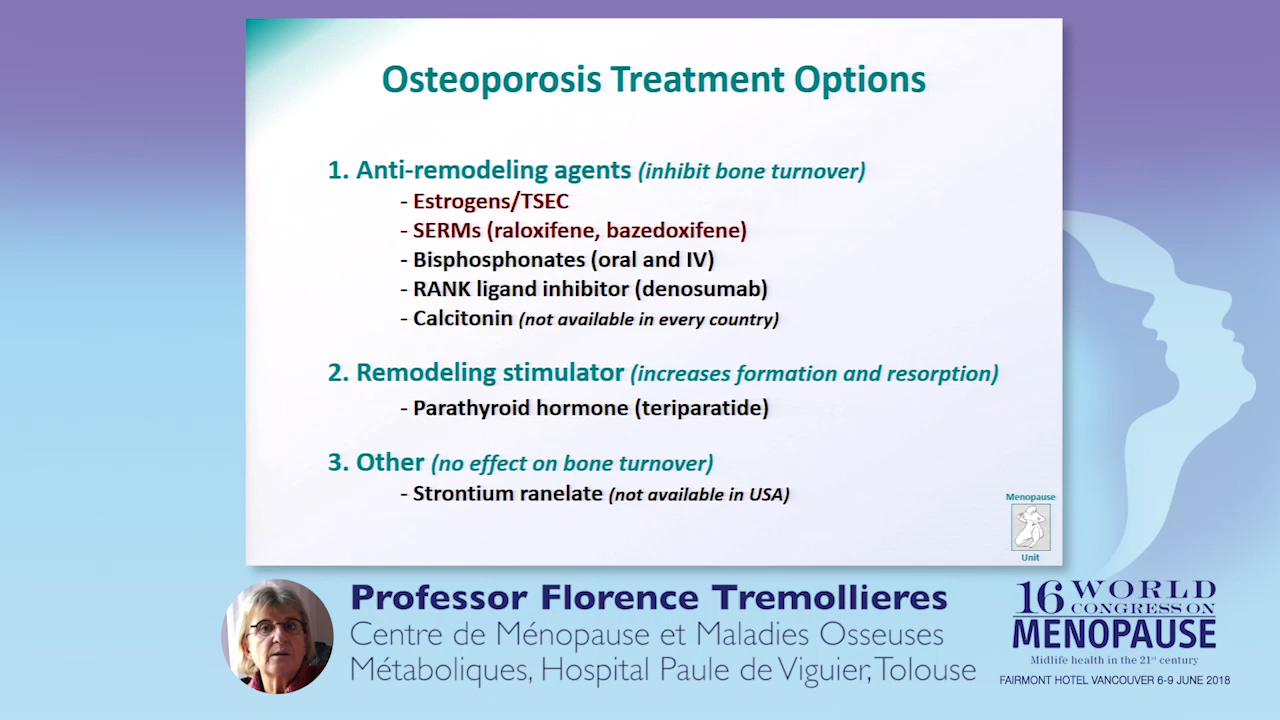 Osteoporosis Treatment Options
1. Anti-remodeling agents (inhibit bone turnover)
- Estrogens/TSEC
- SERMs (raloxifene, bazedoxifene)
- Bisphosphonates (oral and IV)
- RANK ligand inhibitor (denosumab)
- Calcitonin (not available in every country)
2. Remodeling stimulator (increases formation and resorption)
- Parathyroid hormone (teriparatide)
3. Other (no effect on bone turnover)
- Strontium ranelate (not available in USA)
Menopause
Unit
Professor Florence Tremollieres
Centre de Ménopause et Maladies Osseuses
Métaboliques, Hospital Paule de Viguier, Tolouse
16 WORLD
CONGRESS ON
MENOPAUSE
Midlife health in the 21st century
FAIRMONT HOTEL VANCOUVER 6-9 JUNE 2018